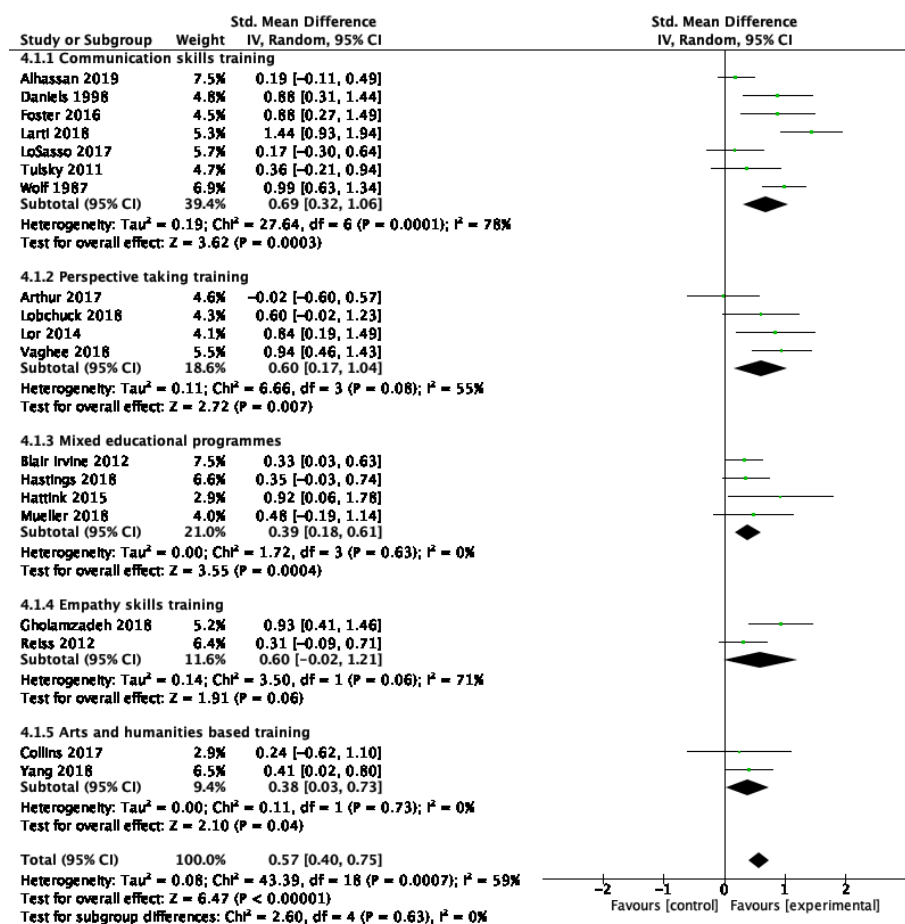 Std. Mean Difference Std. Mean Difference
Study or Subgroup Weight IV, Random, 95% CI IV, Random, 95% CI
4.1.1 Communication skills training
Alhassan 2019 7.5% 0.19 [−0.11, 0.49]
Daniels 1998 4.8% 0.88 [0.31, 1.44]
Foster 2016 4.5% 0.88 [0.27, 1.49]
Larti 2018 5.3% 1.44 [0.93, 1.94]
LoSasso 2017 5.7% 0.17 [−0.30, 0.64]
Tulsky 2011 4.7% 0.36 [−0.21, 0.94]
Wolf 1987 6.9% 0.99 [0.63, 1.34]
Subtotal (95% CI) 39.4% 0.69 [0.32, 1.06]
Heterogeneity: Tau² = 0.19; Chi² = 27.64, df = 6 (P = 0.0001); I² = 78%
Test for overall effect: Z = 3.62 (P = 0.0003)
4.1.2 Perspective taking training
Arthur 2017 4.6% −0.02 [−0.60, 0.57]
Lobchuck 2018 4.3% 0.60 [−0.02, 1.23]
Lor 2014 4.1% 0.84 [0.19, 1.49]
Vaghee 2018 5.5% 0.94 [0.46, 1.43]
Subtotal (95% CI) 18.6% 0.60 [0.17, 1.04]
Heterogeneity: Tau² = 0.11; Chi² = 6.66, df = 3 (P = 0.08); I² = 55%
Test for overall effect: Z = 2.72 (P = 0.007)
4.1.3 Mixed educational programmes
Blair Irvine 2012 7.5% 0.33 [0.03, 0.63]
Hastings 2018 6.6% 0.35 [−0.03, 0.74]
Hattink 2015 2.9% 0.92 [0.06, 1.78]
Mueller 2018 4.0% 0.48 [−0.19, 1.14]
Subtotal (95% CI) 21.0% 0.39 [0.18, 0.61]
Heterogeneity: Tau² = 0.00; Chi² = 1.72, df = 3 (P = 0.63); I² = 0%
Test for overall effect: Z = 3.55 (P = 0.0004)
4.1.4 Empathy skills training
Gholamzadeh 2018 5.2% 0.93 [0.41, 1.46]
Reiss 2012 6.4% 0.31 [−0.09, 0.71]
Subtotal (95% CI) 11.6% 0.60 [−0.02, 1.21]
Heterogeneity: Tau² = 0.14; Chi² = 3.50, df = 1 (P = 0.06); I² = 71%
Test for overall effect: Z = 1.91 (P = 0.06)
4.1.5 Arts and humanities based training
Collins 2017 2.9% 0.24 [−0.62, 1.10]
Yang 2018 6.5% 0.41 [0.02, 0.80]
Subtotal (95% CI) 9.4% 0.38 [0.03, 0.73]
Heterogeneity: Tau² = 0.00; Chi² = 0.11, df = 1 (P = 0.73); I² = 0%
Test for overall effect: Z = 2.10 (P = 0.04)
Total (95% CI) 100.0% 0.57 [0.40, 0.75]
Heterogeneity: Tau² = 0.08; Chi² = 43.39, df = 18 (P = 0.0007); I² = 59%
Test for overall effect: Z = 6.47 (P < 0.00001)
Test for subgroup differences: Chi² = 2.60, df = 4 (P = 0.63), I² = 0%
−2 −1 0 1 2
Favours [control] Favours [experimental]